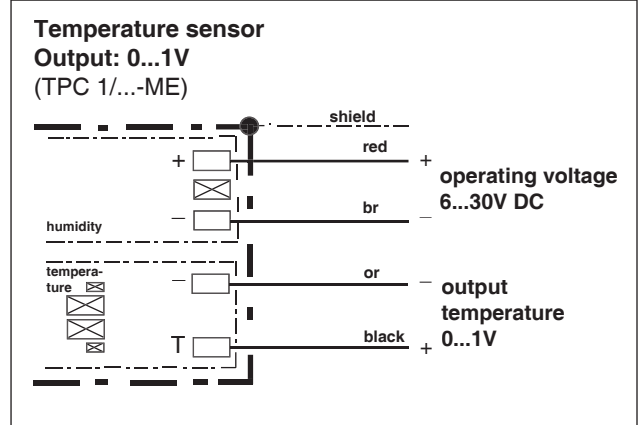 Temperature sensor
Output: 0...1V
(TPC 1/...-ME)
shield
+ red +
operating voltage
6...30V DC
– br –
humidity
tempera-
ture
– or –
output
temperature
0...1V
T black +